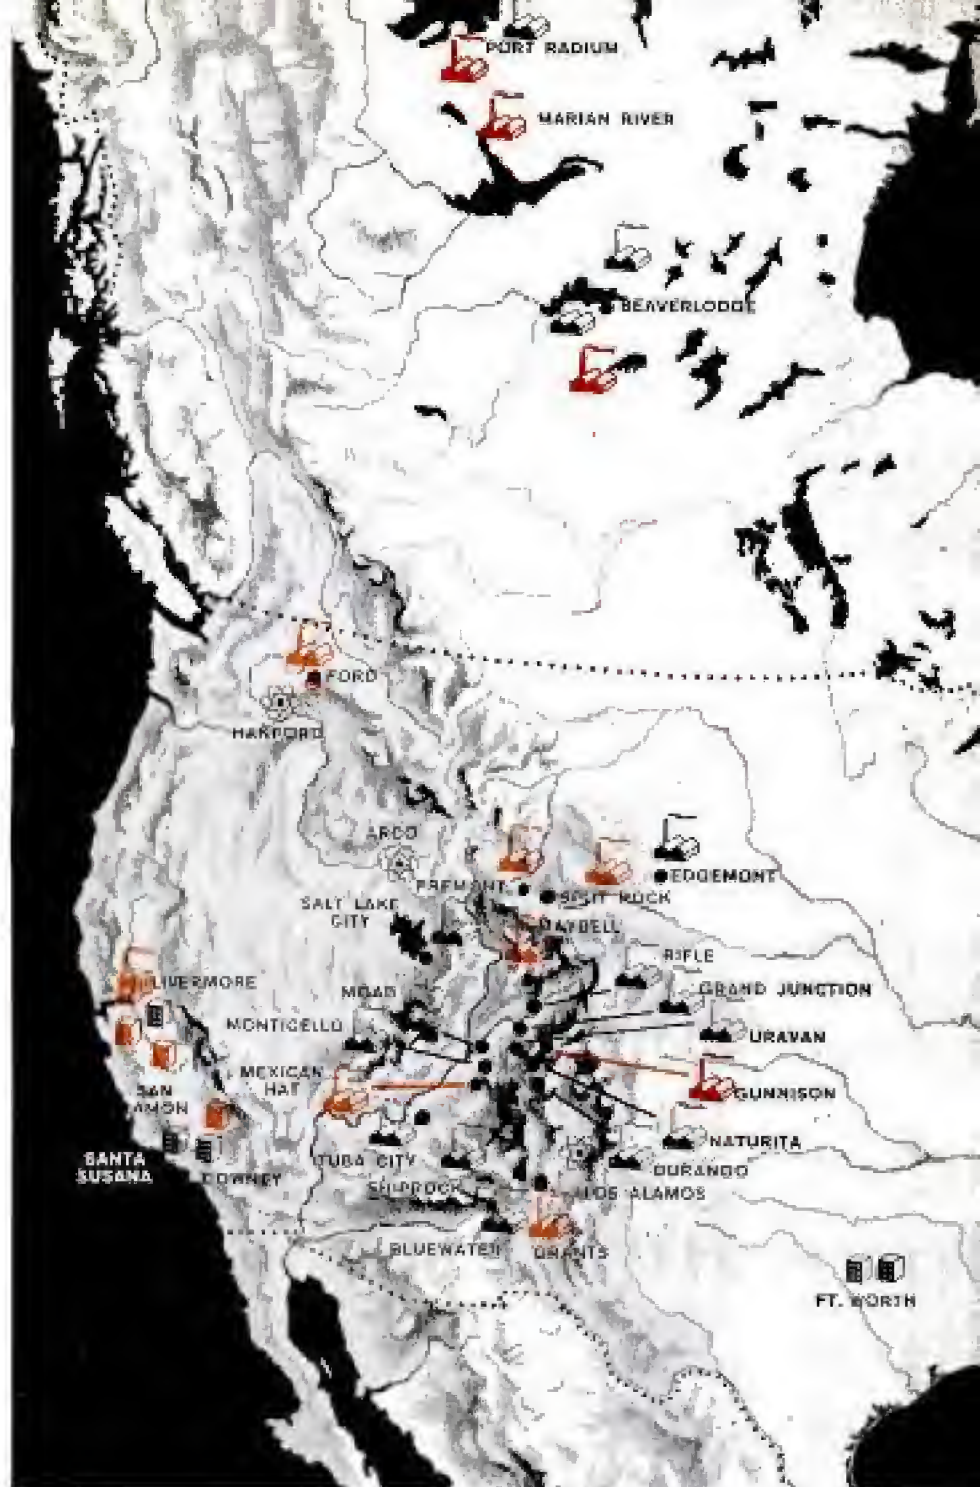 PORT RADIUM
MARIAN RIVER
BEAVERLODGE
FORD
HANFORD
ARCO
FREMONT
EDGEMONT
SPLIT ROCK
SALT LAKE
CITY
MAYBELL
RIFLE
LIVERMORE
MOAB
GRAND JUNCTION
MONTICELLO
URAVAN
MEXICAN
HAT
GUNNISON
SAN
RAMON
NATURITA
SANTA
SUSANA
DOWNEY
TUBA CITY
DURANGO
SHIPROCK
LOS ALAMOS
BLUEWATER
GRANTS
FT. WORTH